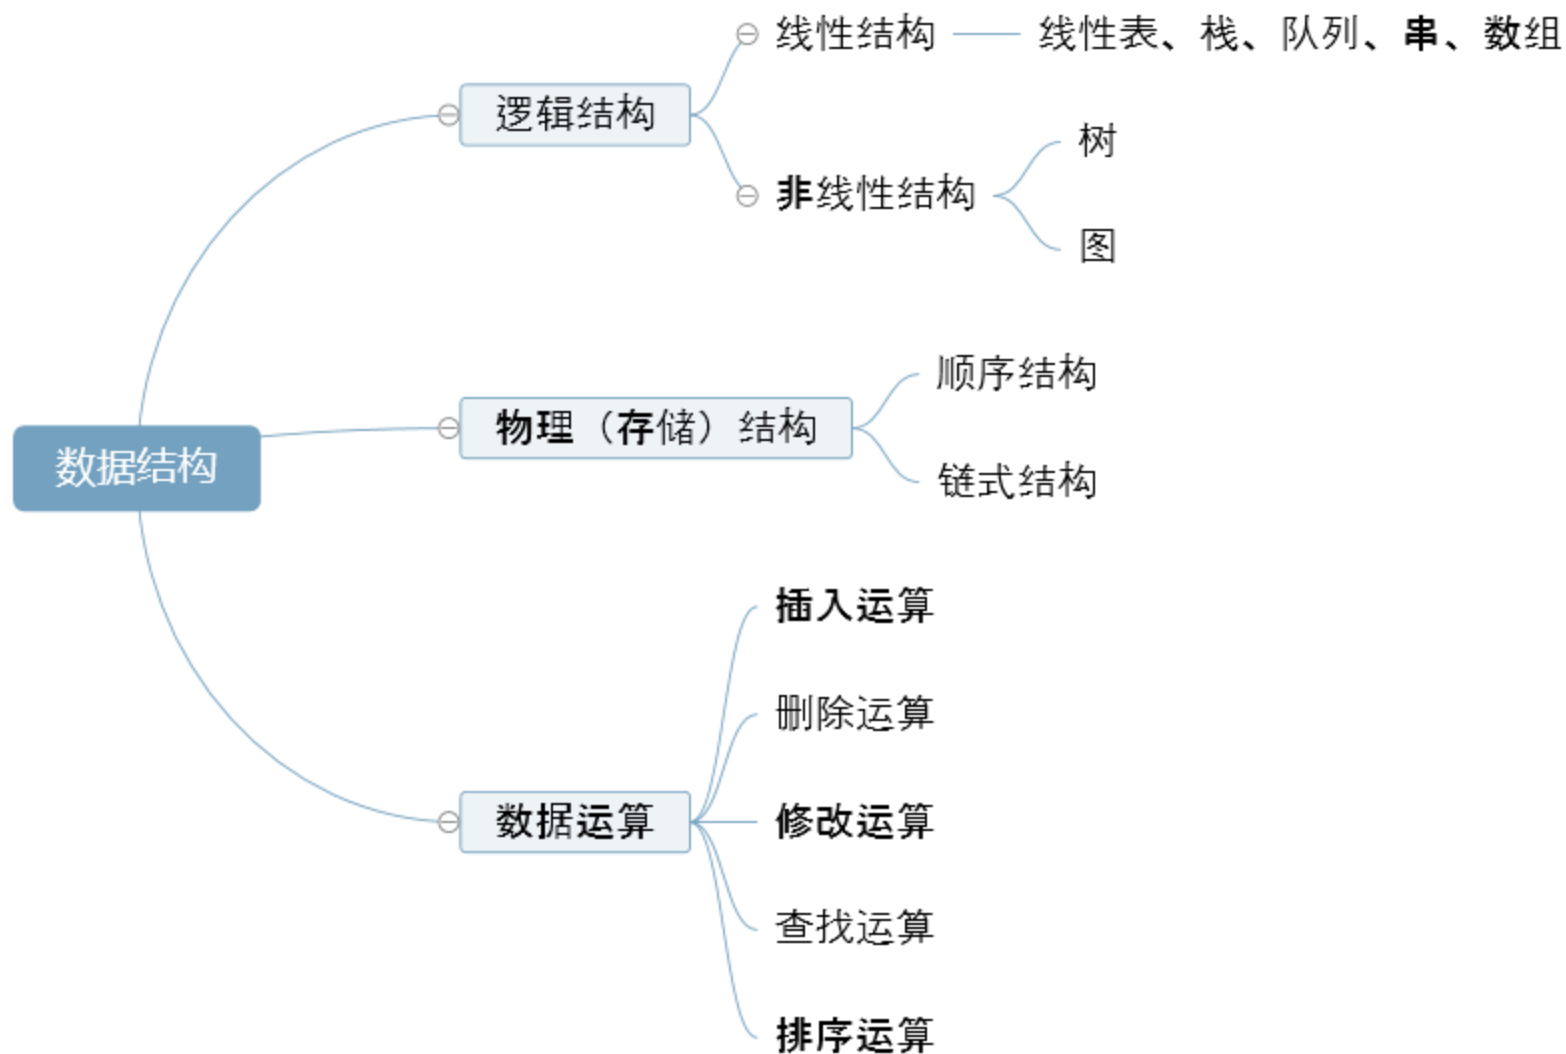 数据结构
逻辑结构
线性结构
线性表、栈、队列、串、数组
非线性结构
树
图
物理（存储）结构
顺序结构
链式结构
数据运算
插入运算
删除运算
修改运算
查找运算
排序运算